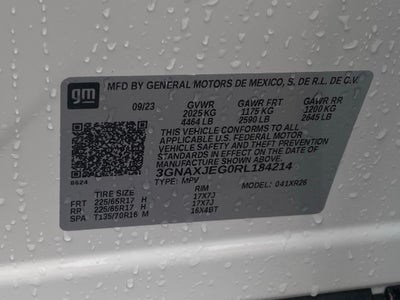 gm
MFD BY GENERAL MOTORS DE MEXICO, S. DE R.L. DE C.V.
09/23 GVWR GAWR FRT GAWR RR
2025 KG 1175 KG 1200 KG
4464 LB 2590 LB 2645 LB
THIS VEHICLE CONFORMS TO ALL
APPLICABLE U.S. FEDERAL MOTOR
VEHICLE SAFETY AND THEFT
PREVENTION STANDARDS IN EFFECT
ON THE DATE OF MANUFACTURE
SHOWN ABOVE.
3GNAXJEG0RL184214
TYPE: MPV MODEL: 041XR26
8624
TIRE SIZE RIM
FRT 225/65R17 H 17X7J
RR 225/65R17 H 17X7J
SPA T135/70R16 M 16X4BT